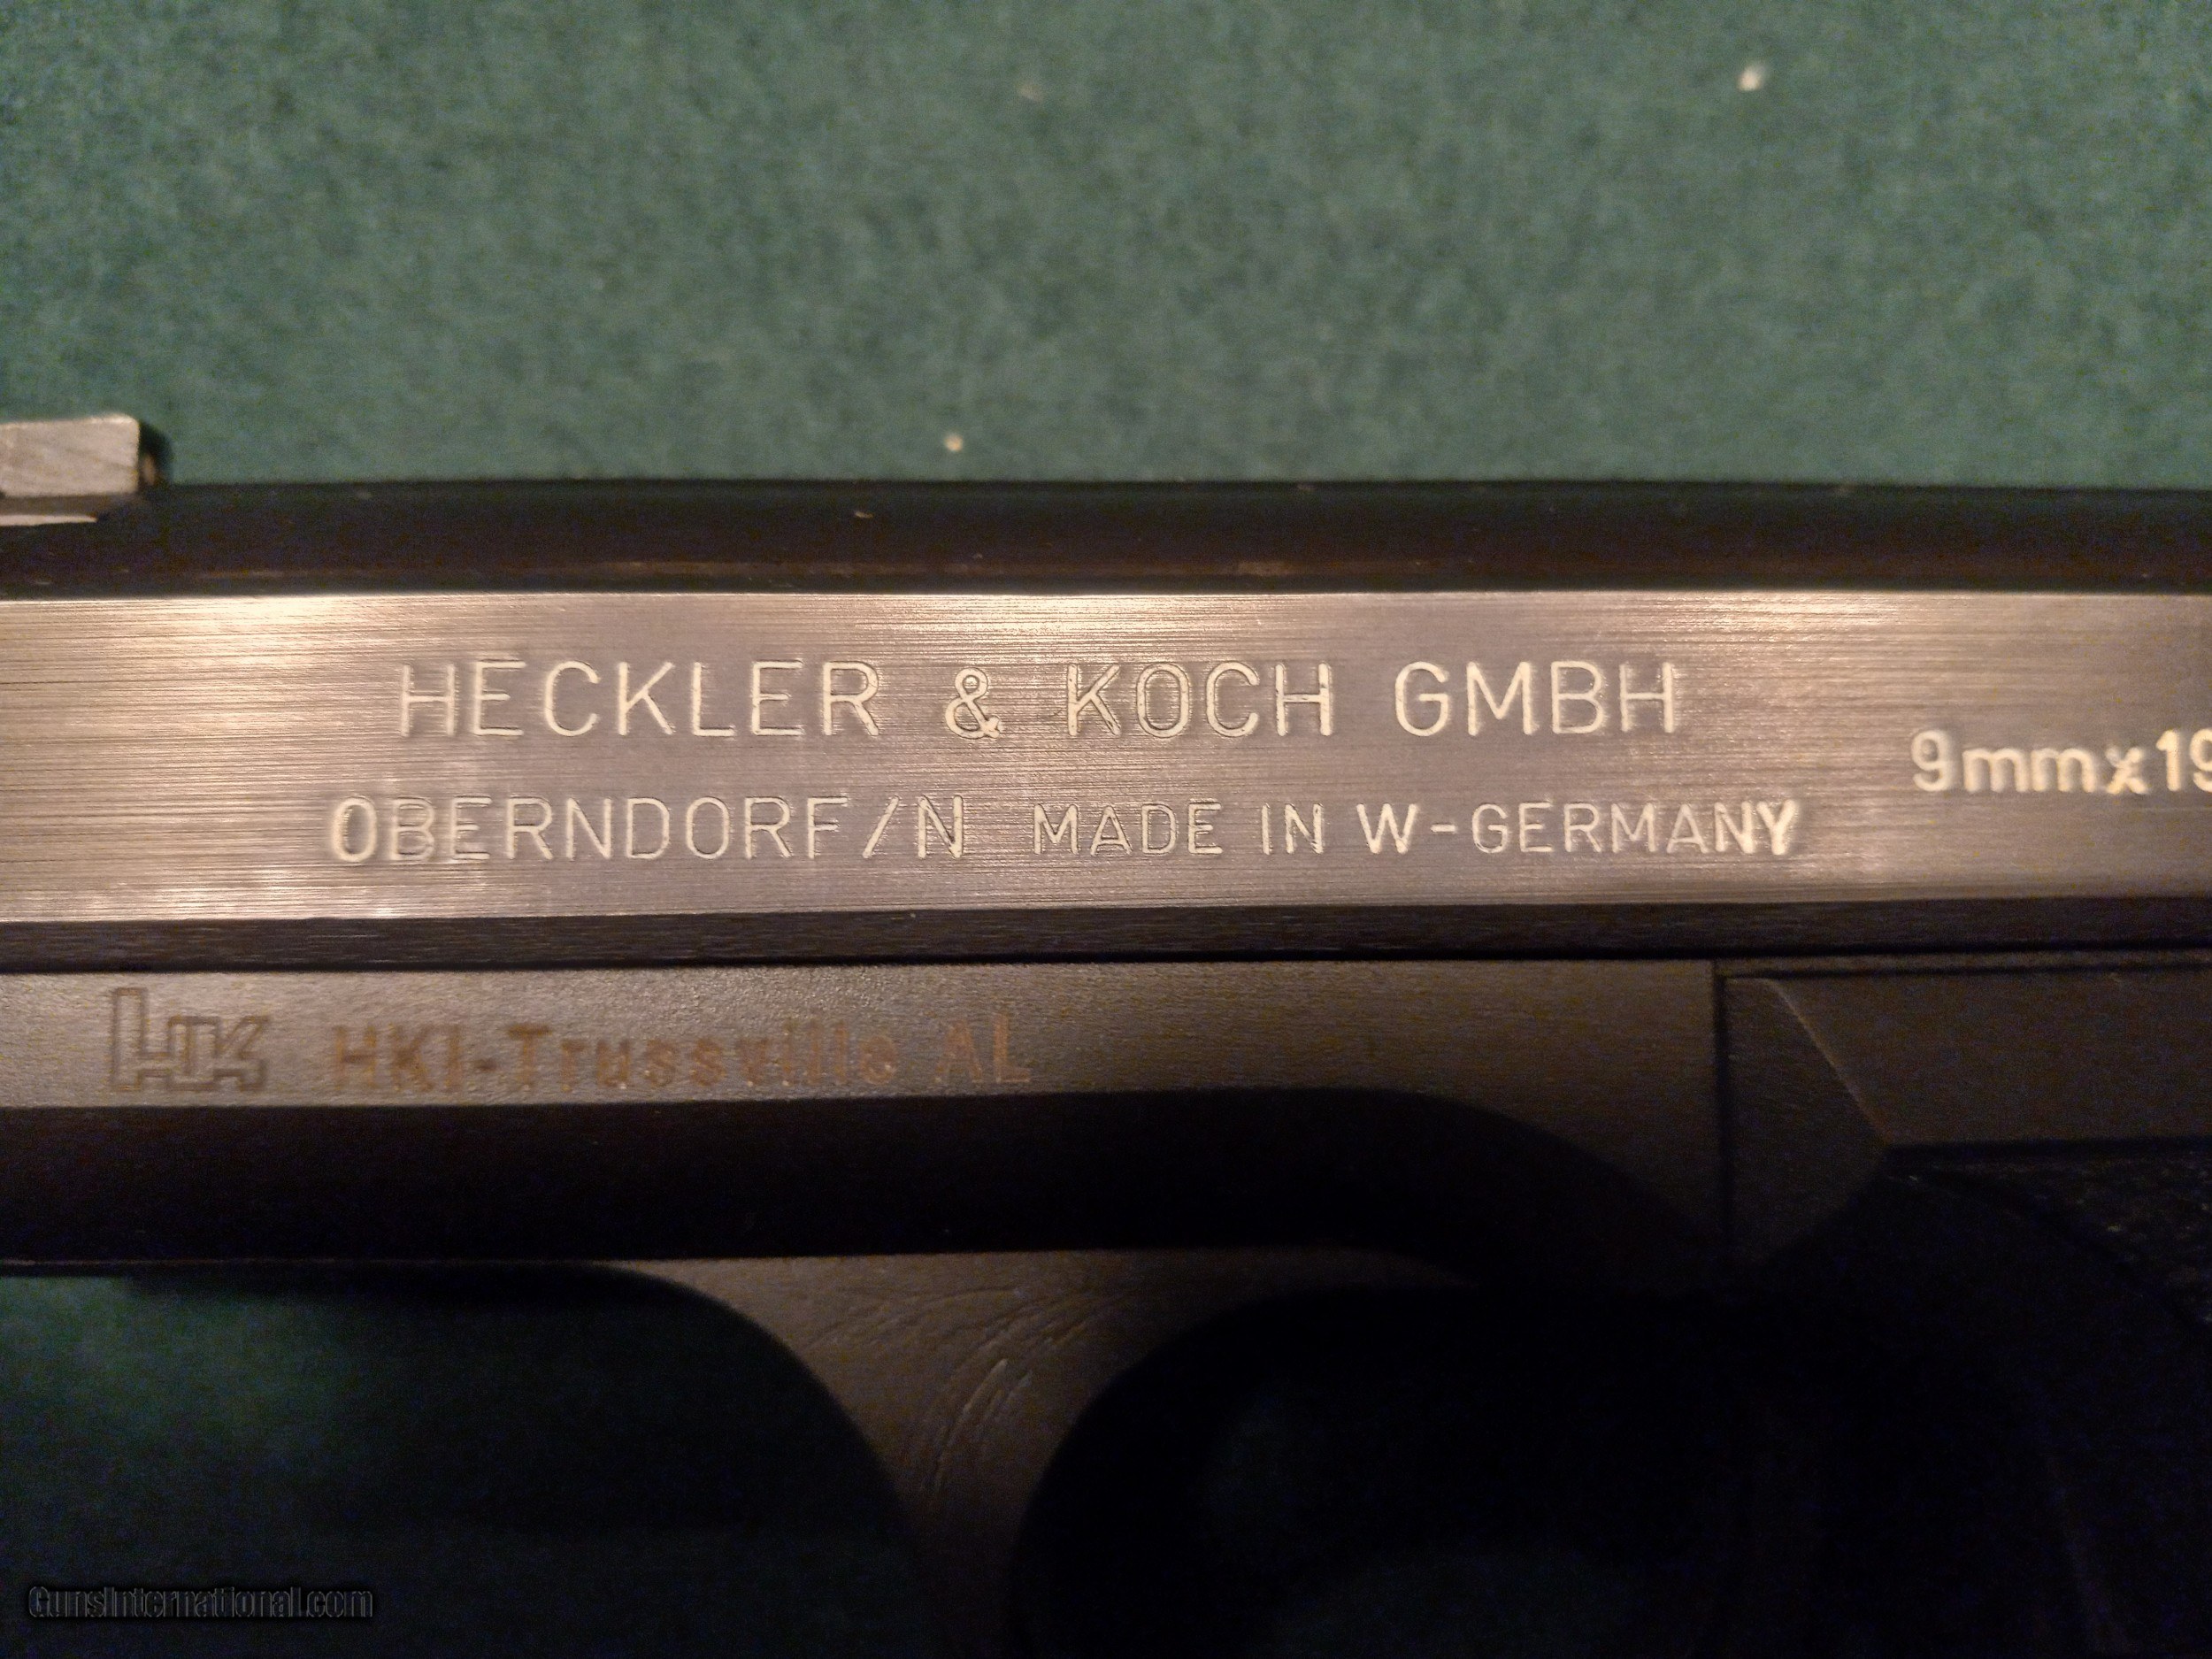 HECKLER & KOCH GMBH
OBERNDORF/N MADE IN W-GERMANY
9mmx19
HK HKI-Trussville AL
GunsInternational.com